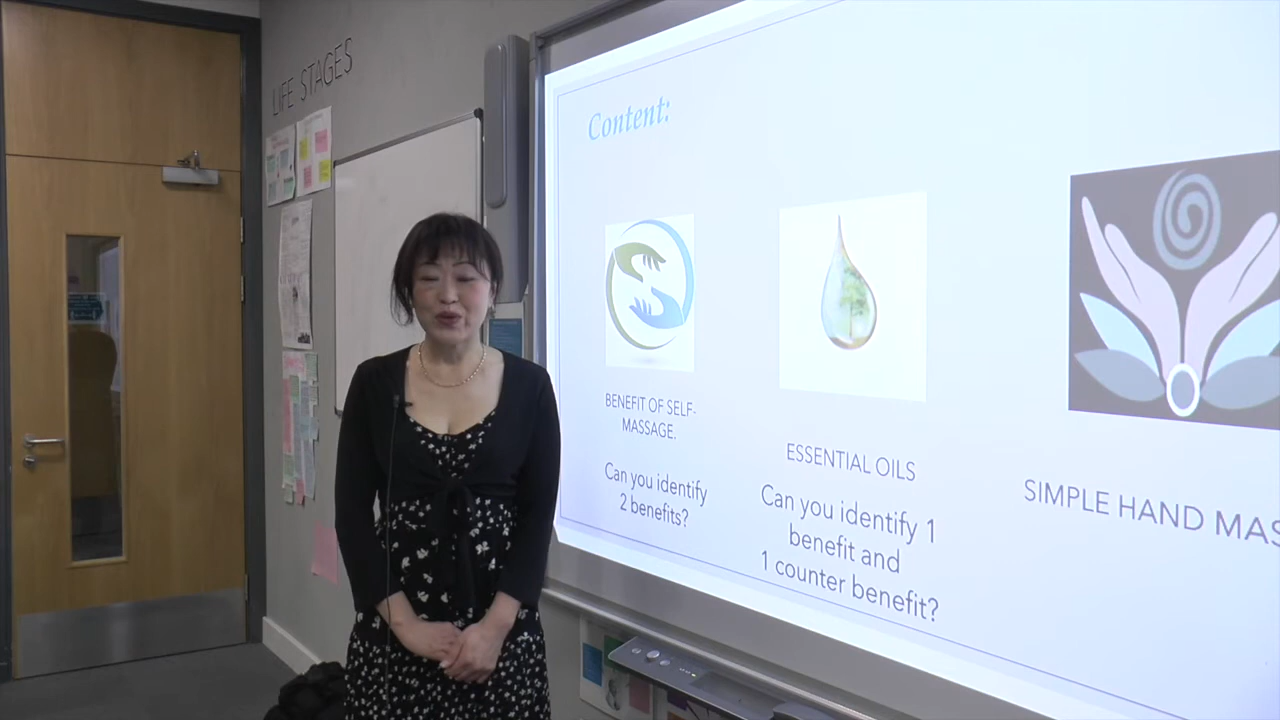 LIFE STAGES
Content:
BENEFIT OF SELF-
MASSAGE.
Can you identify
2 benefits?
ESSENTIAL OILS
Can you identify 1
benefit and
1 counter benefit?
SIMPLE HAND MAS